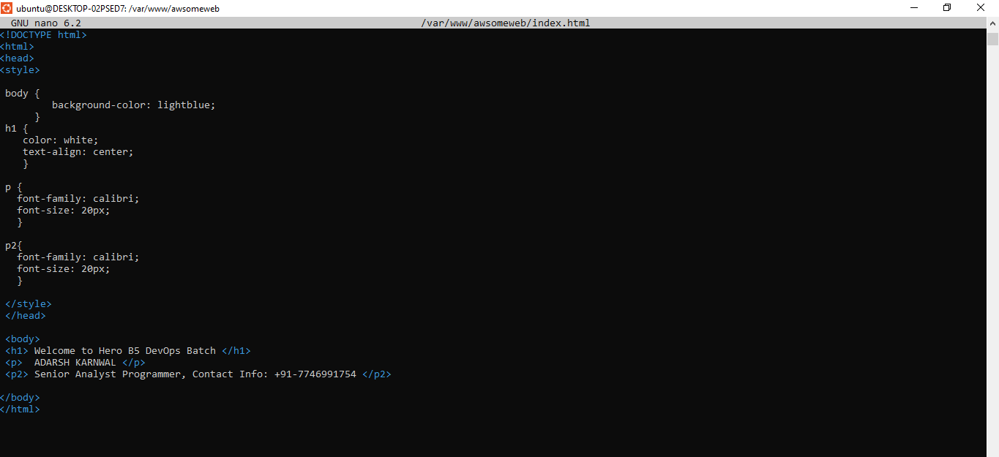 ubuntu@DESKTOP-02PSED7: /var/www/awsomeweb
GNU nano 6.2 /var/www/awsomeweb/index.html
<!DOCTYPE html>
<html>
<head>
<style>
body {
background-color: lightblue;
}
h1 {
color: white;
text-align: center;
}
p {
font-family: calibri;
font-size: 20px;
}
p2{
font-family: calibri;
font-size: 20px;
}
</style>
</head>
<body>
<h1> Welcome to Hero B5 DevOps Batch </h1>
<p>  ADARSH KARNWAL </p>
<p2> Senior Analyst Programmer, Contact Info: +91-7746991754 </p2>
</body>
</html>